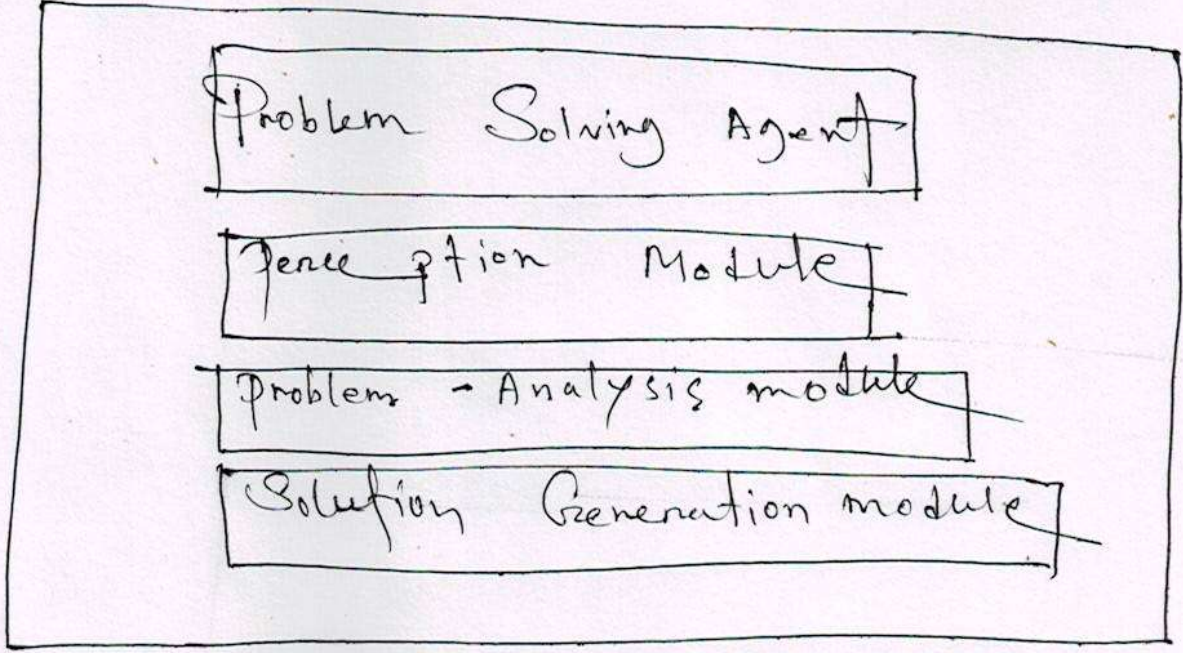 Problem Solving Agent
Perception Module
Problem - Analysis module
Solution Generation module